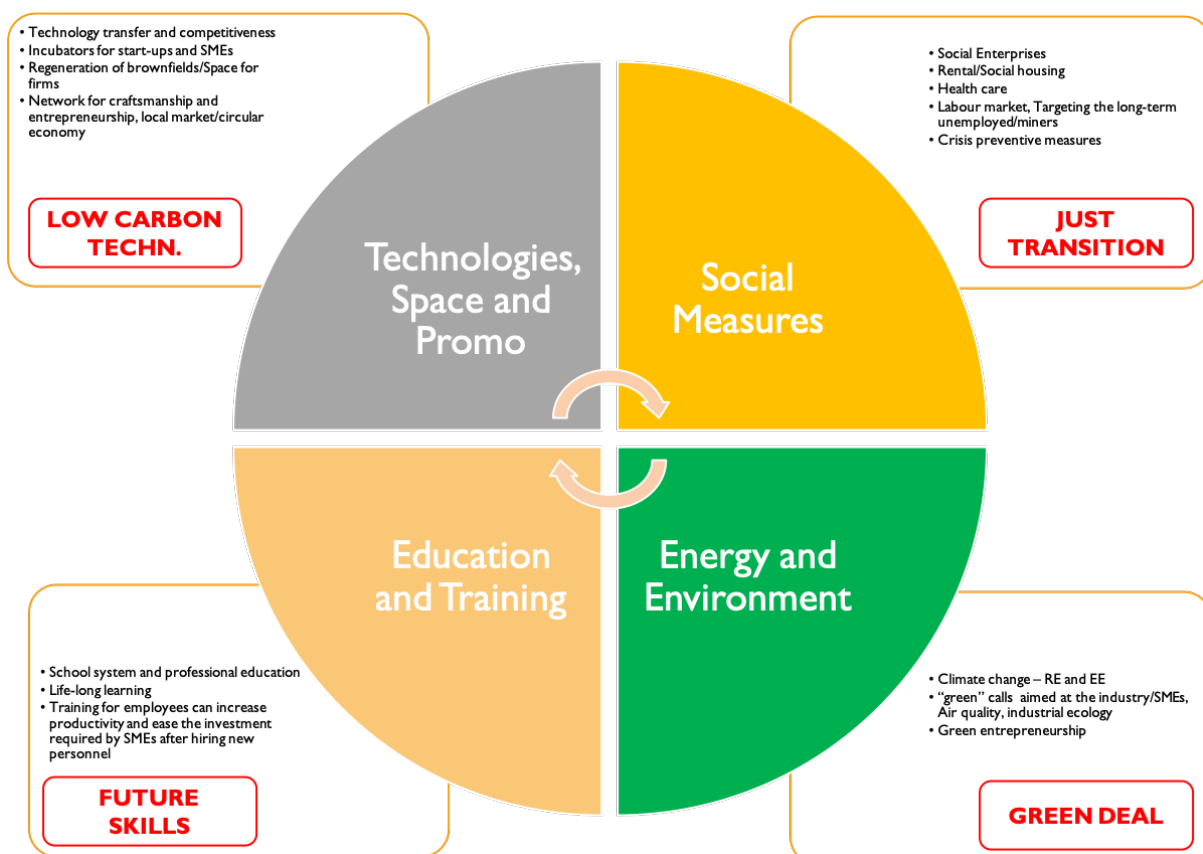 • Technology transfer and competitiveness
• Incubators for start-ups and SMEs
• Regeneration of brownfields/Space for
firms
• Network for craftsmanship and
entrepreneurship, local market/circular
economy
LOW CARBON
TECHN.
• Social Enterprises
• Rental/Social housing
• Health care
• Labour market, Targeting the long-term
unemployed/miners
• Crisis preventive measures
JUST
TRANSITION
Technologies,
Space and
Promo
Social
Measures
Education
and Training
Energy and
Environment
• School system and professional education
• Life-long learning
• Training for employees can increase
productivity and ease the investment
required by SMEs after hiring new
personnel
FUTURE
SKILLS
• Climate change – RE and EE
• “green” calls aimed at the industry/SMEs,
Air quality, industrial ecology
• Green entrepreneurship
GREEN DEAL